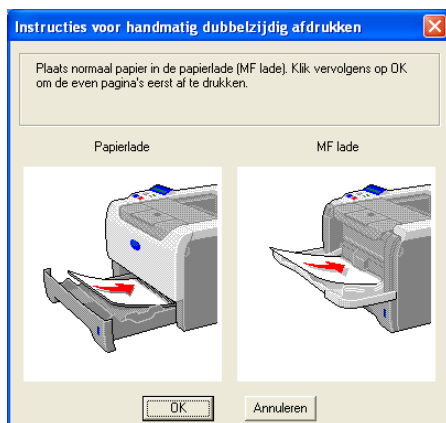 Instructies voor handmatig dubbelzijdig afdrukken
Plaats normaal papier in de papierlade (MF lade). Klik vervolgens op OK
om de even pagina's eerst af te drukken.
Papierlade MF lade
OK Annuleren